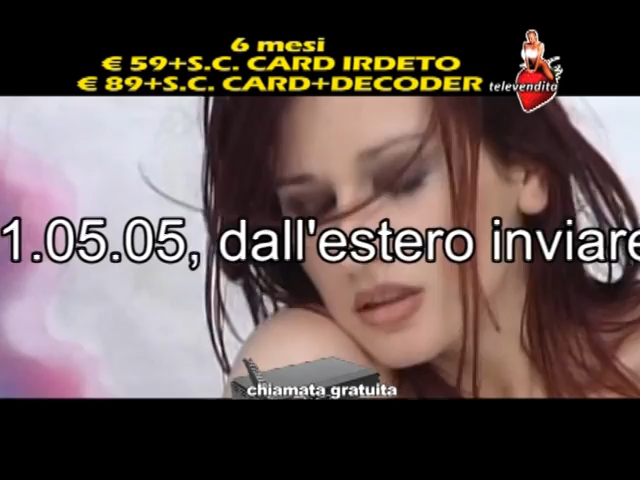 6 mesi
€ 59+S.C. CARD IRDETO
€ 89+S.C. CARD+DECODER
televendita
1.05.05, dall'estero inviare
chiamata gratuita